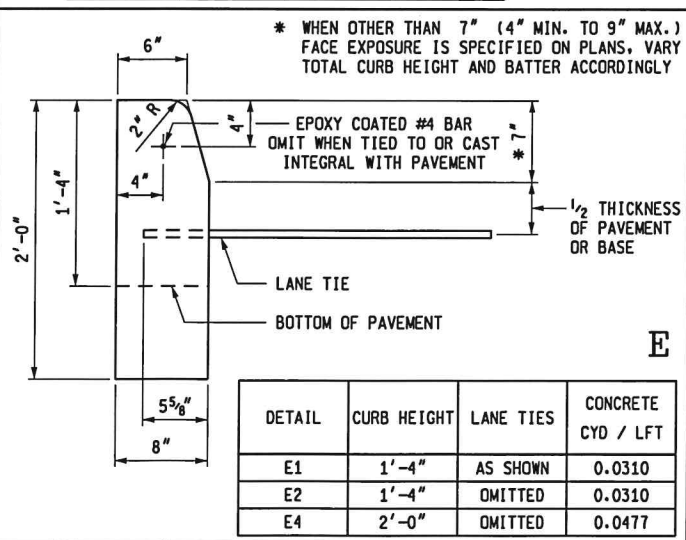 * WHEN OTHER THAN 7" (4" MIN. TO 9" MAX.)
FACE EXPOSURE IS SPECIFIED ON PLANS, VARY
TOTAL CURB HEIGHT AND BATTER ACCORDINGLY
6"
2" R
4"
EPOXY COATED #4 BAR
OMIT WHEN TIED TO OR CAST
INTEGRAL WITH PAVEMENT
* 7"
4"
1'-4"
2'-0"
1/2 THICKNESS
OF PAVEMENT
OR BASE
LANE TIE
BOTTOM OF PAVEMENT
E
5 5/8"
8"
DETAIL CURB HEIGHT LANE TIES CONCRETE CYD / LFT
E1 1'-4" AS SHOWN 0.0310
E2 1'-4" OMITTED 0.0310
E4 2'-0" OMITTED 0.0477